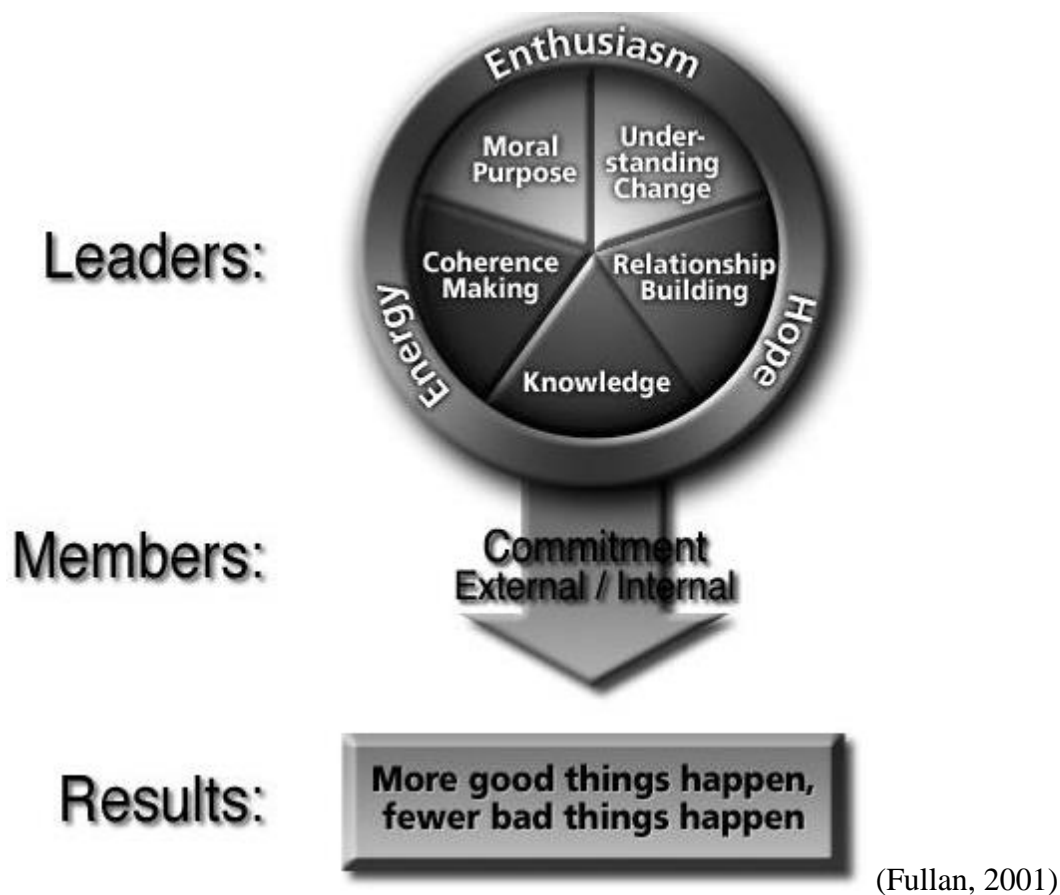 Enthusiasm
Moral
Purpose
Under-
standing
Change
Leaders:
Coherence
Making
Relationship
Building
Energy
Hope
Knowledge
Members:
Commitment
External / Internal
Results:
More good things happen,
fewer bad things happen
(Fullan, 2001)